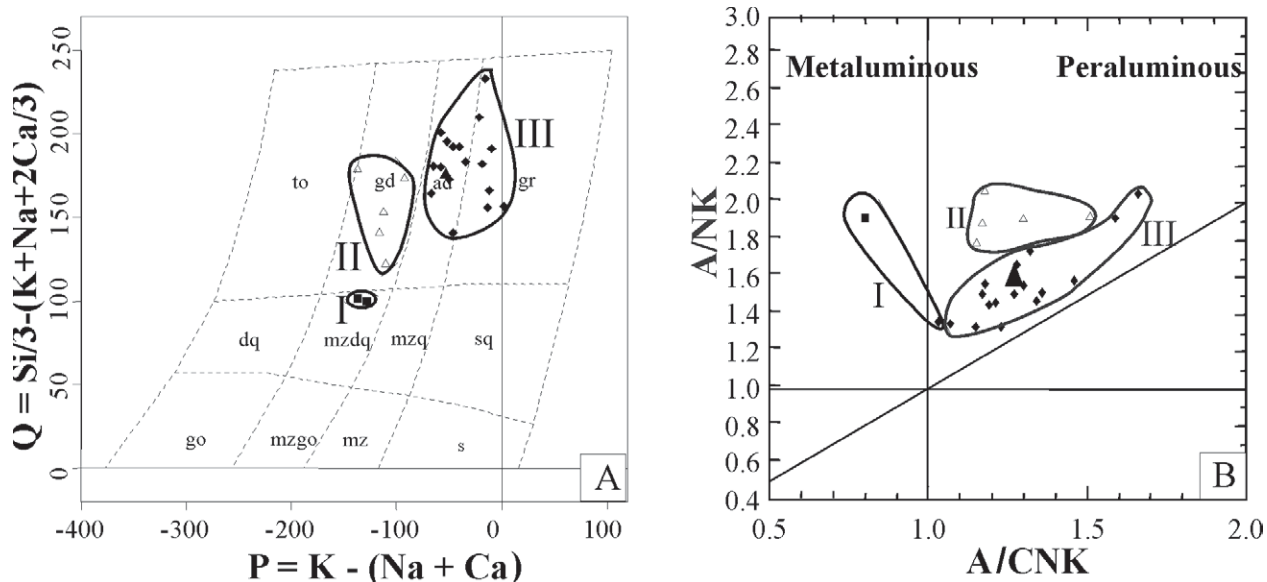 A
Q = Si/3-(K+Na+2Ca/3)
250
200
150
100
50
0
to
gd
ad
gr
III
II
I
dq
mzdq
mzq
sq
go
mzgo
mz
s
-400
-300
-200
-100
0
100
P = K - (Na + Ca)
B
A/NK
3.0
2.8
2.6
2.4
2.2
2.0
1.8
1.6
1.4
1.2
1.0
0.8
0.6
0.4
Metaluminous
Peraluminous
II
III
I
0.5
1.0
1.5
2.0
A/CNK